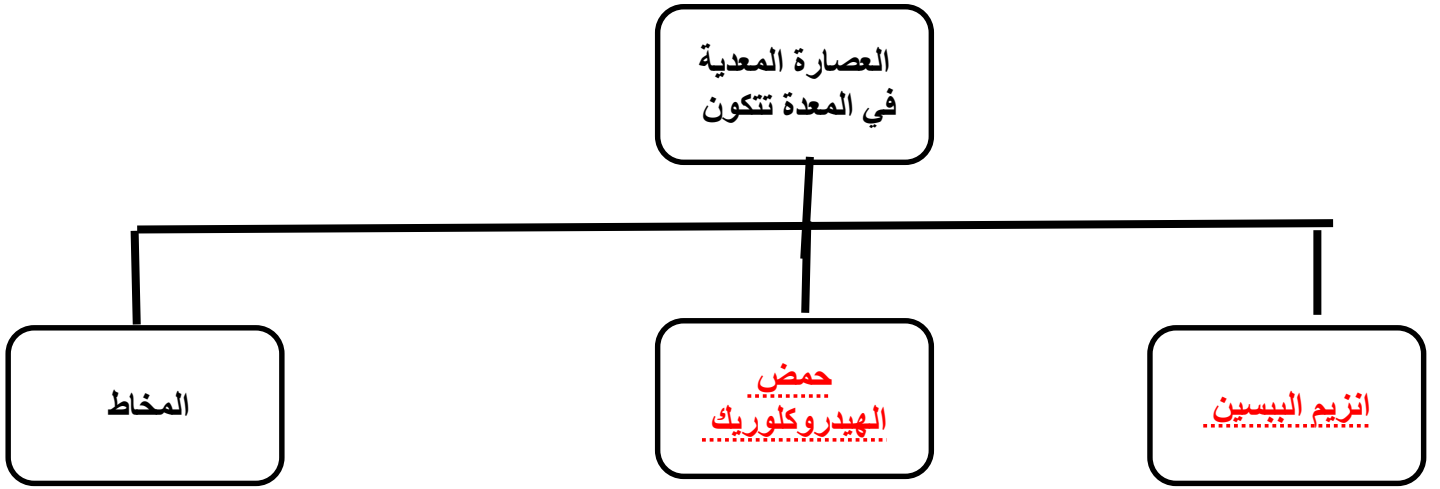 العصارة المعدية
في المعدة تتكون
انزيم الببسين
حمض
الهيدروكلوريك
المخاط